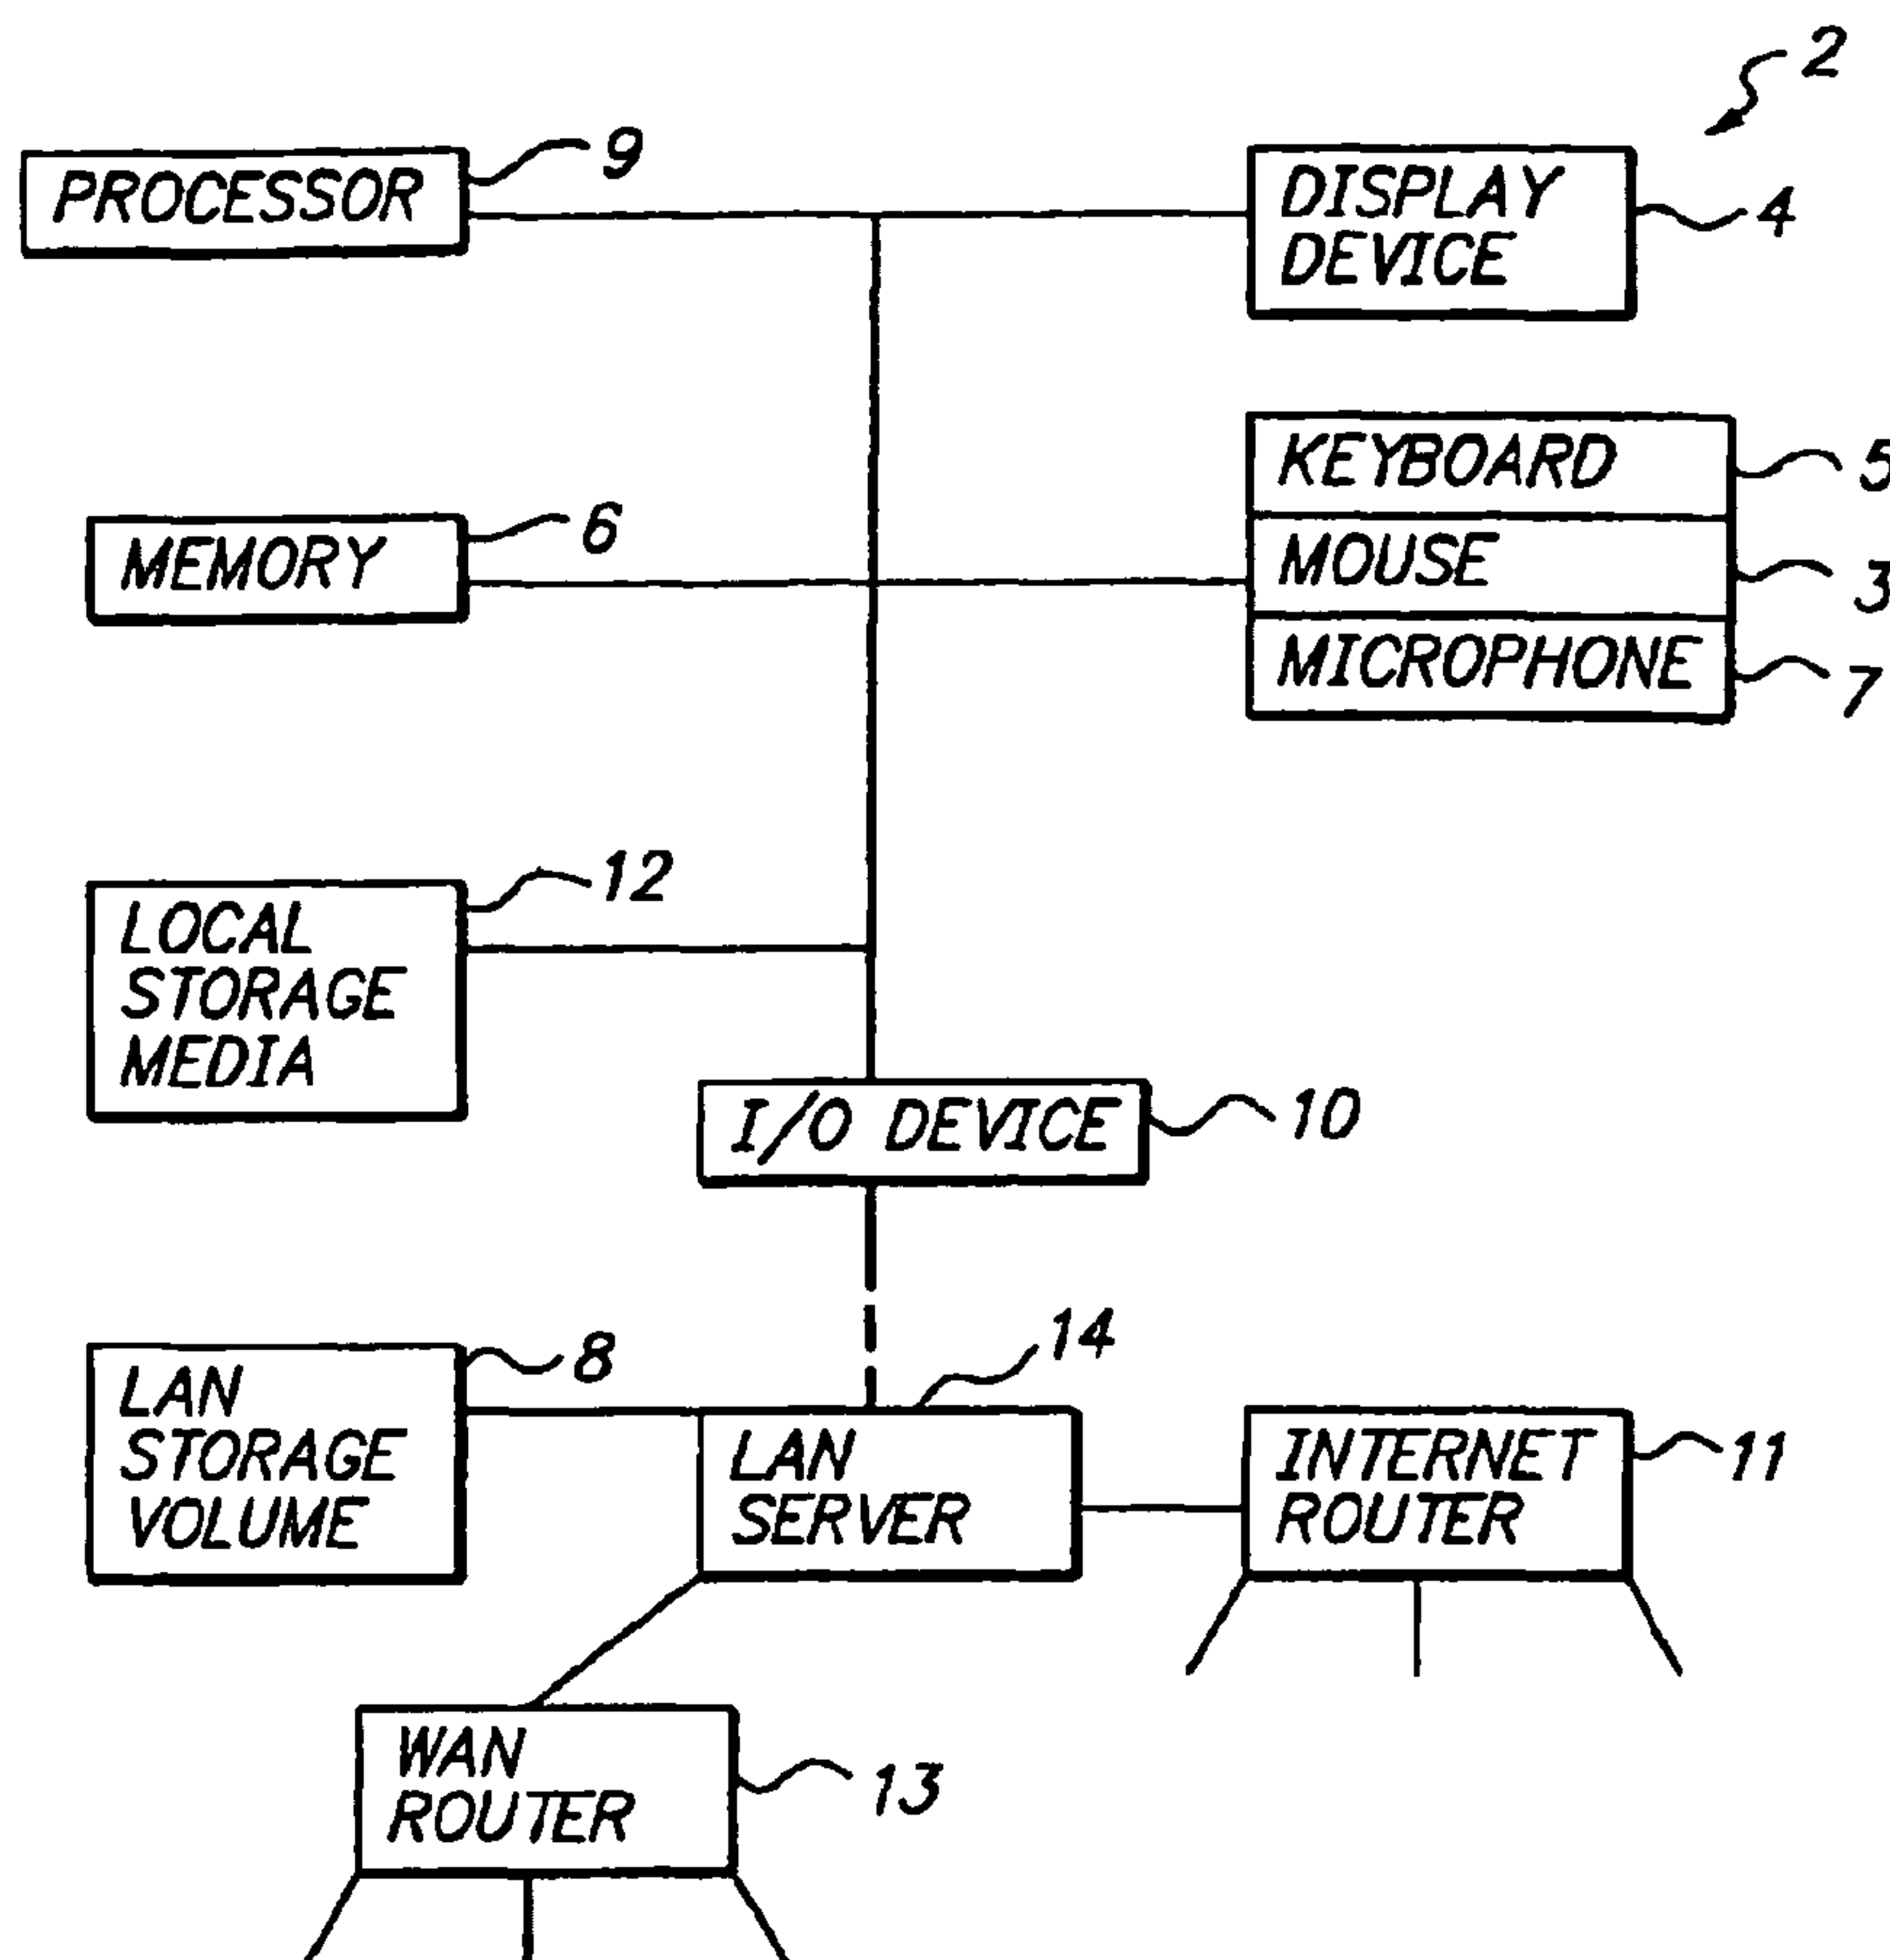 2
PROCESSOR
9
DISPLAY
DEVICE
4
KEYBOARD
5
MEMORY
6
MOUSE
3
MICROPHONE
7
LOCAL
STORAGE
MEDIA
12
I/O DEVICE
10
LAN
STORAGE
VOLUME
8
LAN
SERVER
14
INTERNET
ROUTER
11
WAN
ROUTER
13